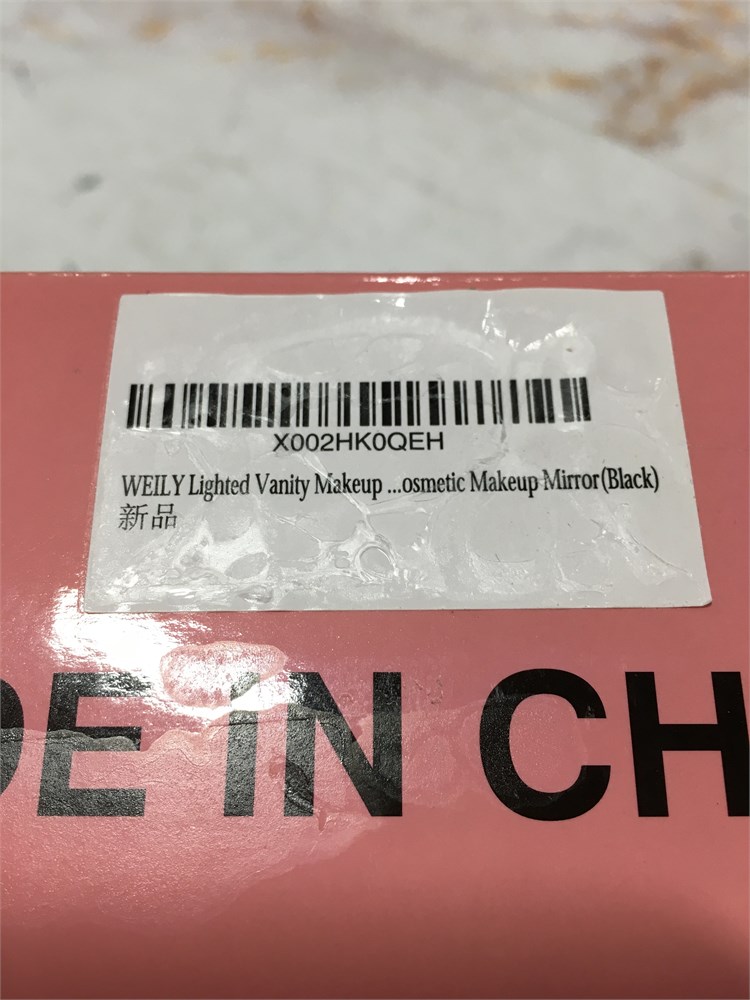 X002HK0QEH
WEILY Lighted Vanity Makeup ...osmetic Makeup Mirror(Black)
新品
DE IN CH